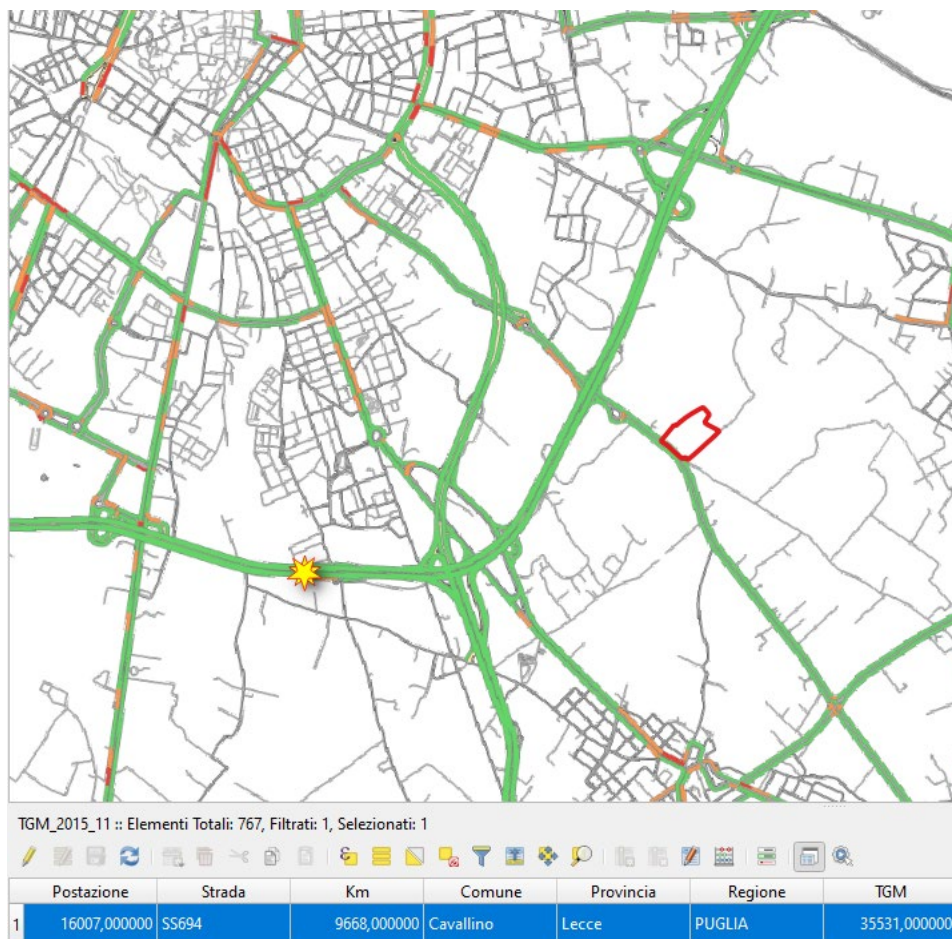 TGM_2015_11 :: Elementi Totali: 767, Filtrati: 1, Selezionati: 1
Postazione Strada Km Comune Provincia Regione TGM
1 16007,000000 SS694 9668,000000 Cavallino Lecce PUGLIA 35531,000000